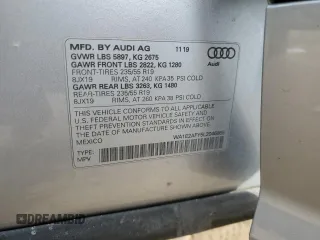 MFD. BY AUDI AG 11 19
GVWR LBS 5897, KG 2675
GAWR FRONT LBS 2822, KG 1280
FRONT-TIRES 235/55 R19
8JX19 RIMS, AT 240 KPA 35 PSI COLD
GAWR REAR LBS 3263, KG 1480
REAR-TIRES 235/55 R19
8JX19 RIMS, AT 260 KPA 38 PSI COLD
Audi
THIS VEHICLE CONFORMS TO ALL APPLICABLE
FEDERAL MOTOR VEHICLE SAFETY AND
THEFT PREVENTION STANDARDS IN EFFECT ON
THE DATE OF MANUFACTURE SHOWN ABOVE.
TYPE:
MPV
MEXICO